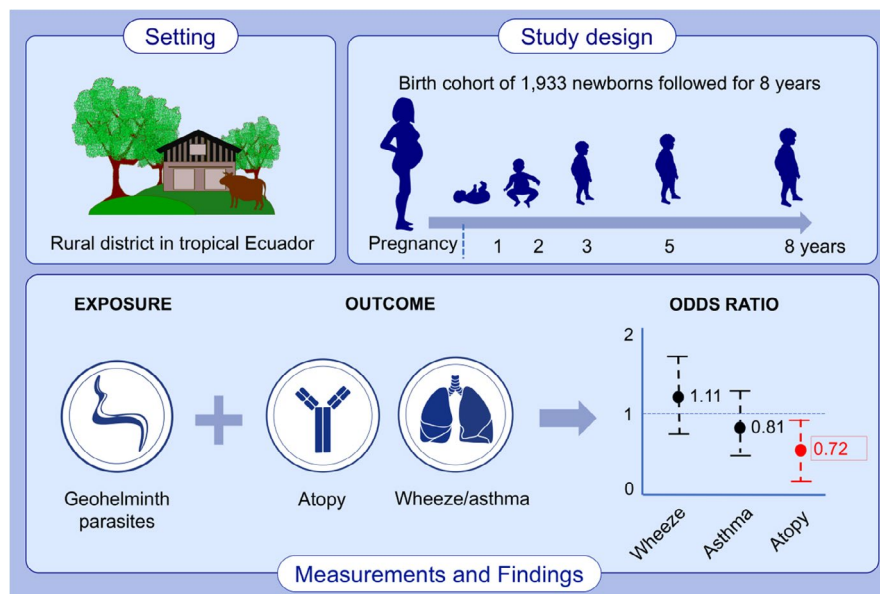 Setting
Study design
Birth cohort of 1,933 newborns followed for 8 years
Rural district in tropical Ecuador
Pregnancy 1 2 3 5 8 years
EXPOSURE
OUTCOME
ODDS RATIO
Geohelminth
parasites
Atopy
Wheeze/asthma
2
1
0
1.11
0.81
0.72
Wheeze
Asthma
Atopy
Measurements and Findings